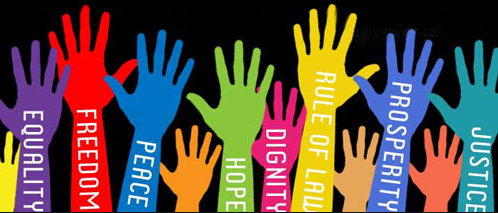 EQUALITY
FREEDOM
PEACE
HOPE
DIGNITY
RULE OF LAW
PROSPERITY
JUSTICE